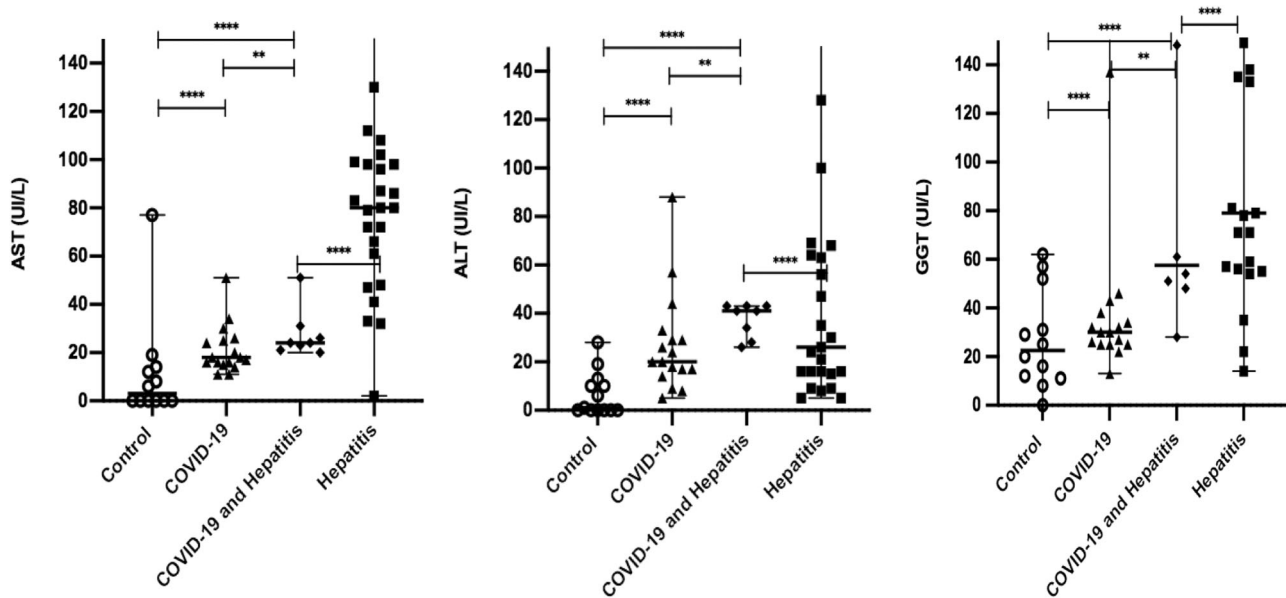 ****
**
****
****
AST (UI/L)
140
120
100
80
60
40
20
0
Control
COVID-19
COVID-19 and Hepatitis
Hepatitis
****
**
****
****
ALT (UI/L)
140
120
100
80
60
40
20
0
Control
COVID-19
COVID-19 and Hepatitis
Hepatitis
****
****
**
****
GGT (UI/L)
140
120
100
80
60
40
20
0
Control
COVID-19
COVID-19 and Hepatitis
Hepatitis